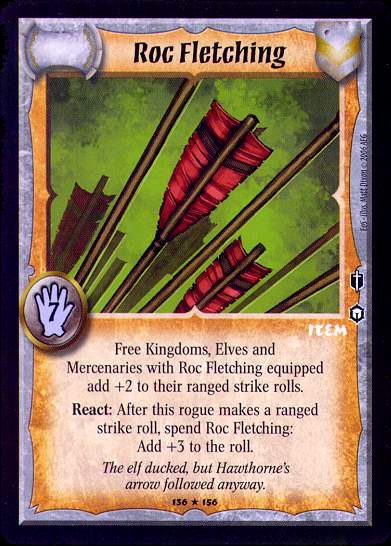 Roc Fletching
7
ITEM
Free Kingdoms, Elves and
Mercenaries with Roc Fletching equipped
add +2 to their ranged strike rolls.
React: After this rogue makes a ranged
strike roll, spend Roc Fletching:
Add +3 to the roll.
The elf ducked, but Hawthorne's
arrow followed anyway.
136 ★ 156